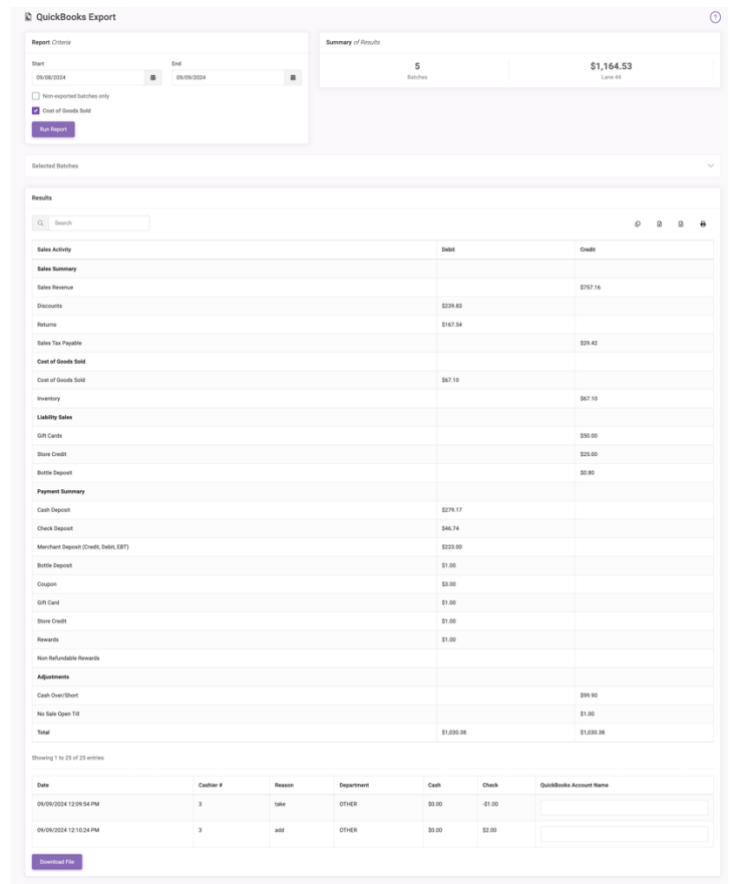 QuickBooks Export
?
Report Criteria
Summary of Results
Start
End
09/08/2024
09/09/2024
5
$1,164.53
Batches
Lane 44
Non-exported batches only
Cost of Goods Sold
Run Report
Selected Batches
Results
Search
Sales Activity Debit Credit
Sales Summary
Sales Revenue $757.16
Discounts $239.83
Returns $167.54
Sales Tax Payable $29.42
Cost of Goods Sold
Cost of Goods Sold $67.10
Inventory $67.10
Liability Sales
Gift Cards $50.00
Store Credit $25.00
Bottle Deposit $0.80
Payment Summary
Cash Deposit $279.17
Check Deposit $46.74
Merchant Deposit (Credit, Debit, EBT) $223.00
Bottle Deposit $1.00
Coupon $3.00
Gift Card $1.00
Store Credit $1.00
Rewards $1.00
Non Refundable Rewards
Adjustments
Cash Over/Short $99.90
No Sale Open Till $1.00
Total $1,030.38 $1,030.38
Showing 1 to 25 of 25 entries
Date Cashier # Reason Department Cash Check QuickBooks Account Name
09/09/2024 12:09:54 PM 3 take OTHER $0.00 -$1.00
09/09/2024 12:10:24 PM 3 add OTHER $0.00 $2.00
Download File